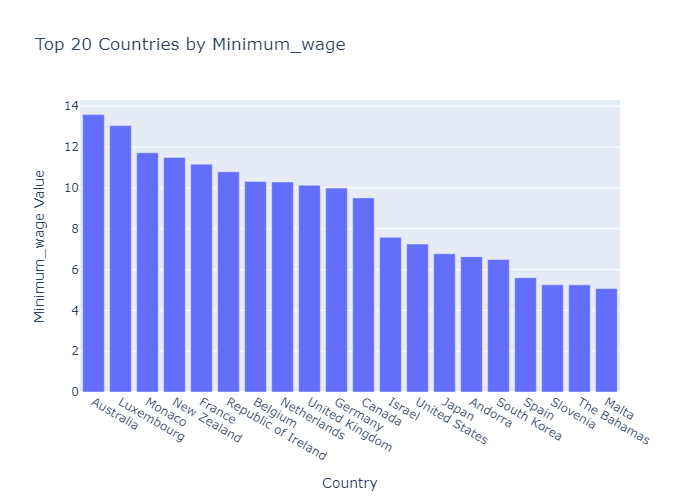 Top 20 Countries by Minimum_wage
Minimum_wage Value
14
12
10
8
6
4
2
0
Australia
Luxembourg
Monaco
New Zealand
France
Republic of Ireland
Belgium
Netherlands
United Kingdom
Germany
Canada
Israel
United States
Japan
Andorra
South Korea
Spain
Slovenia
The Bahamas
Malta
Country